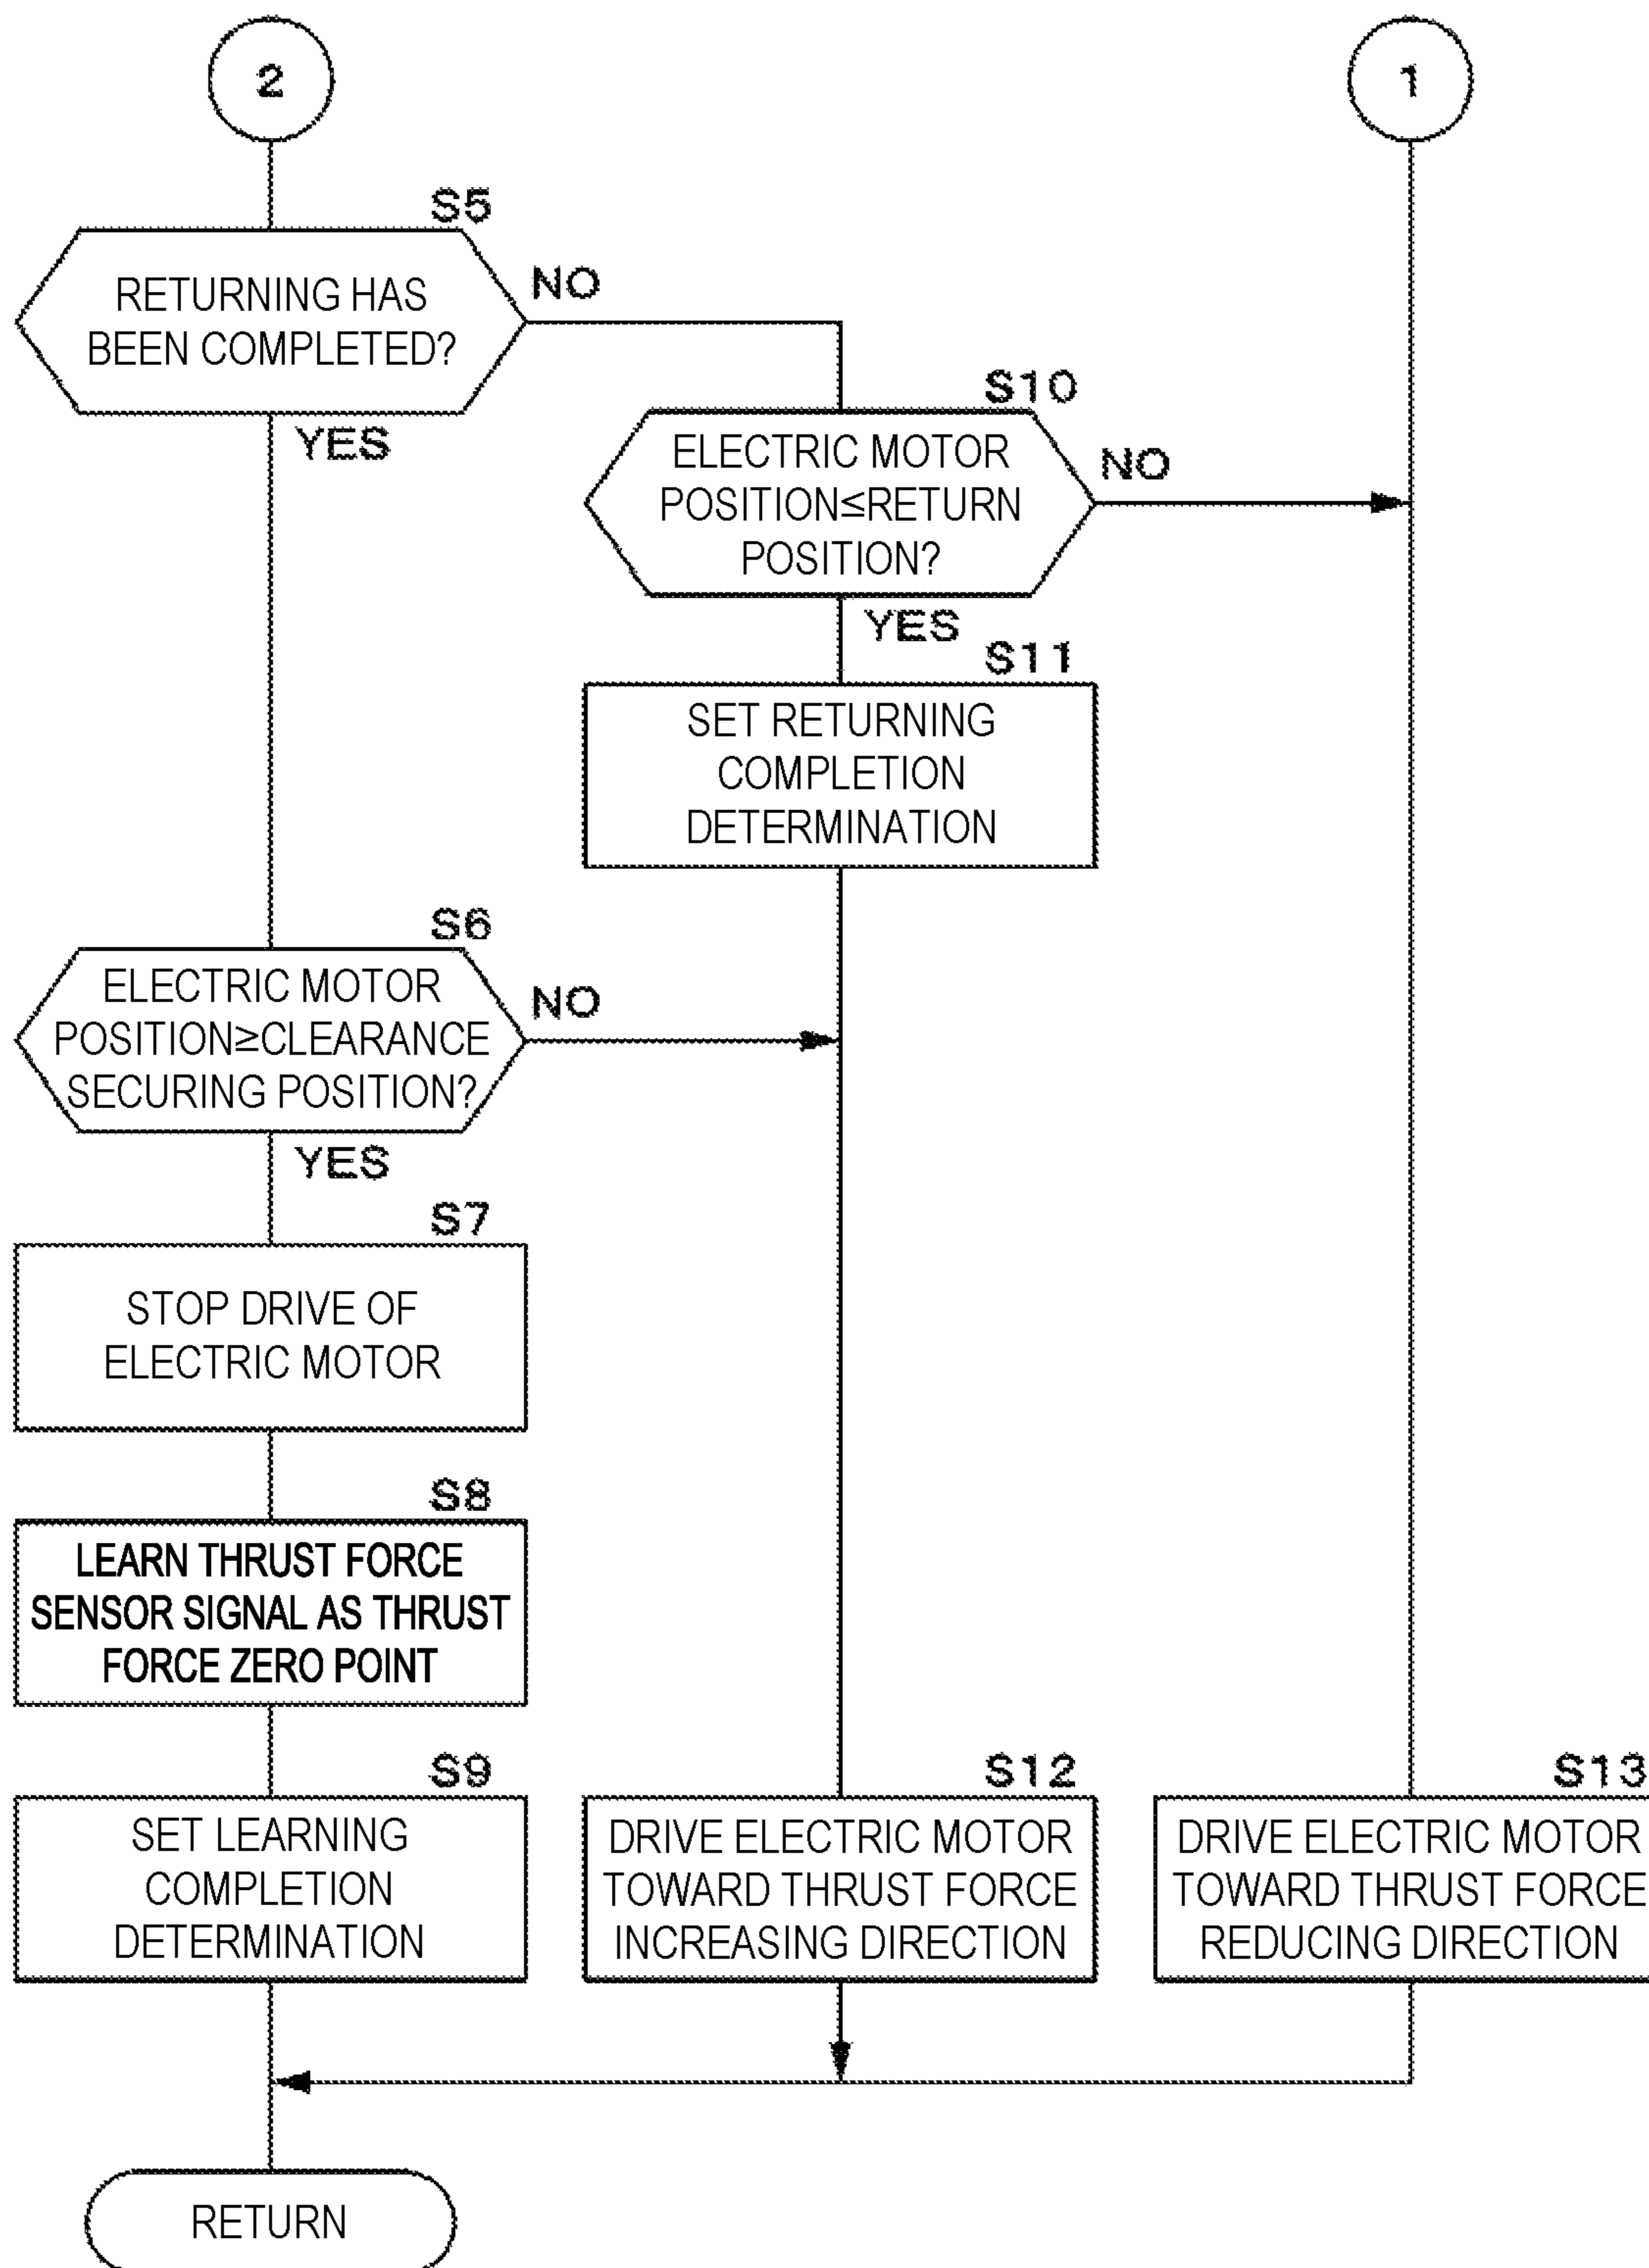 2
1
S5
RETURNING HAS
BEEN COMPLETED?
NO
YES
S10
ELECTRIC MOTOR
POSITION≤RETURN
POSITION?
NO
YES
S11
SET RETURNING
COMPLETION
DETERMINATION
S6
ELECTRIC MOTOR
POSITION≥CLEARANCE
SECURING POSITION?
NO
YES
S7
STOP DRIVE OF
ELECTRIC MOTOR
S8
LEARN THRUST FORCE
SENSOR SIGNAL AS THRUST
FORCE ZERO POINT
S9
SET LEARNING
COMPLETION
DETERMINATION
S12
DRIVE ELECTRIC MOTOR
TOWARD THRUST FORCE
INCREASING DIRECTION
S13
DRIVE ELECTRIC MOTOR
TOWARD THRUST FORCE
REDUCING DIRECTION
RETURN